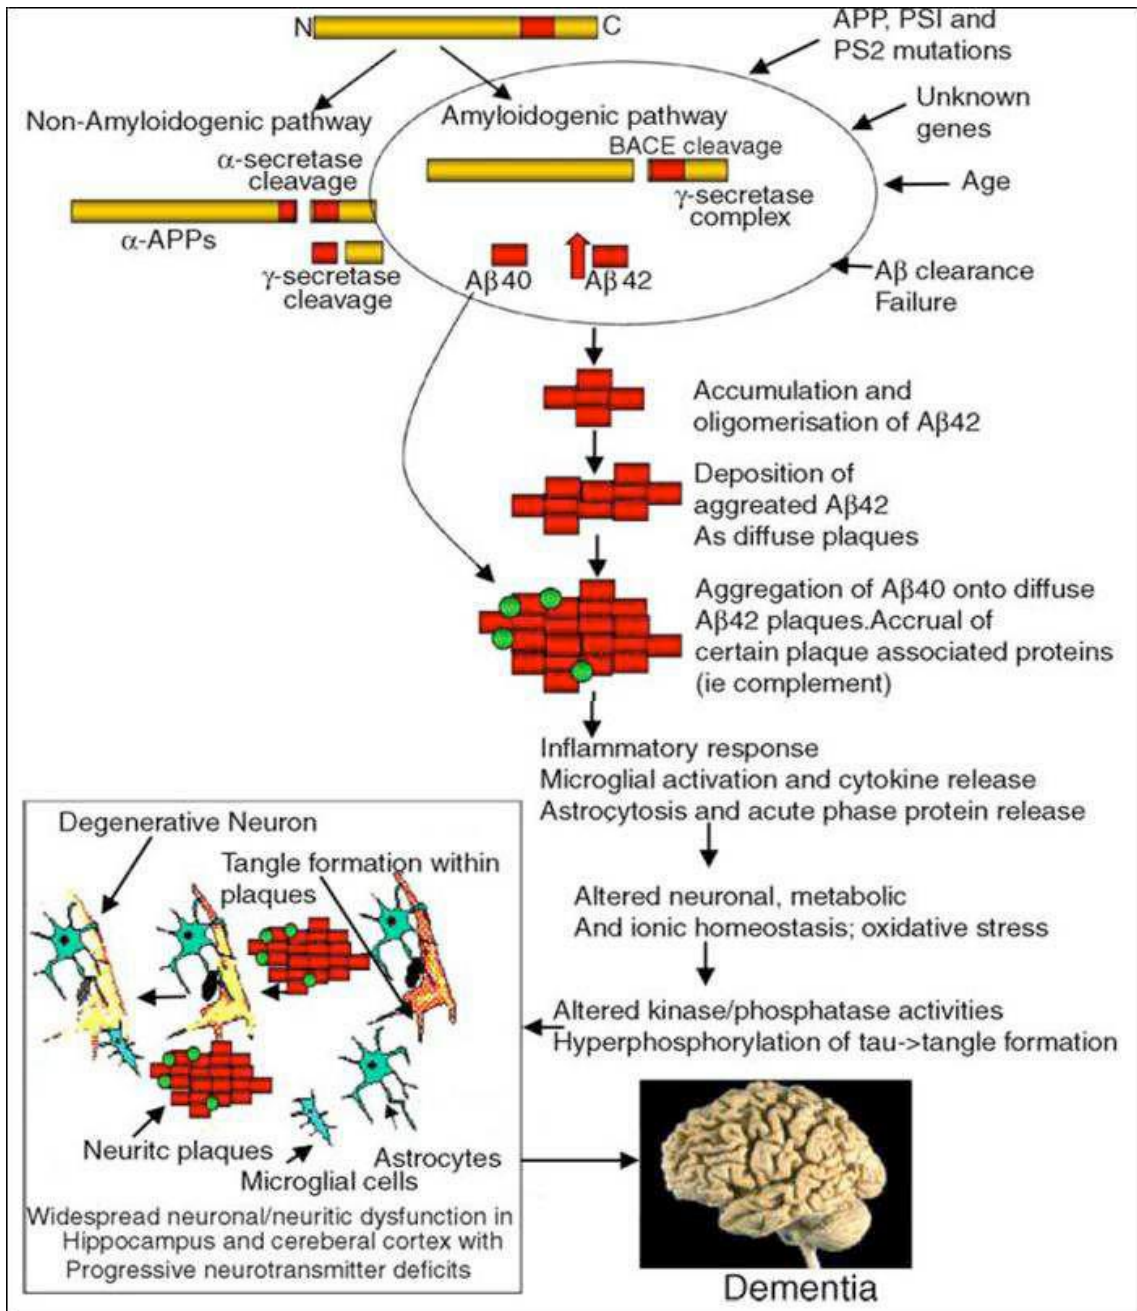 N
C
APP, PSI and
PS2 mutations
Unknown
genes
Age
Aβ clearance
Failure
Non-Amyloidogenic pathway
α-secretase
cleavage
α-APPs
γ-secretase
cleavage
Amyloidogenic pathway
BACE cleavage
γ-secretase
complex
Aβ40
Aβ42
Accumulation and
oligomerisation of Aβ42
Deposition of
aggreated Aβ42
As diffuse plaques
Aggregation of Aβ40 onto diffuse
Aβ42 plaques.Accrual of
certain plaque associated proteins
(ie complement)
Inflammatory response
Microglial activation and cytokine release
Astrocytosis and acute phase protein release
Altered neuronal, metabolic
And ionic homeostasis; oxidative stress
Altered kinase/phosphatase activities
Hyperphosphorylation of tau->tangle formation
Degenerative Neuron
Tangle formation within
plaques
Neuritc plaques
Microglial cells
Astrocytes
Widespread neuronal/neuritic dysfunction in
Hippocampus and cereberal cortex with
Progressive neurotransmitter deficits
Dementia